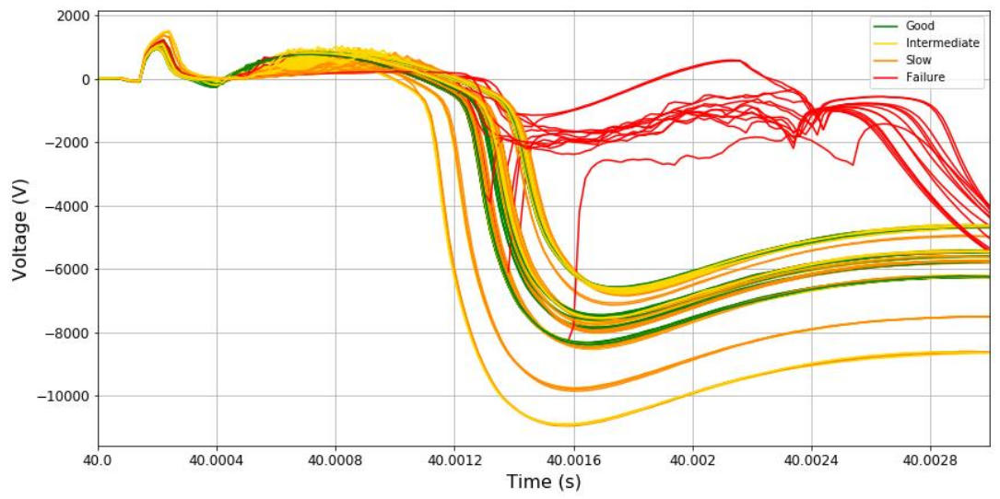 2000
0
−2000
−4000
−6000
−8000
−10000
Voltage (V)
Good
Intermediate
Slow
Failure
40.0
40.0004
40.0008
40.0012
40.0016
40.002
40.0024
40.0028
Time (s)